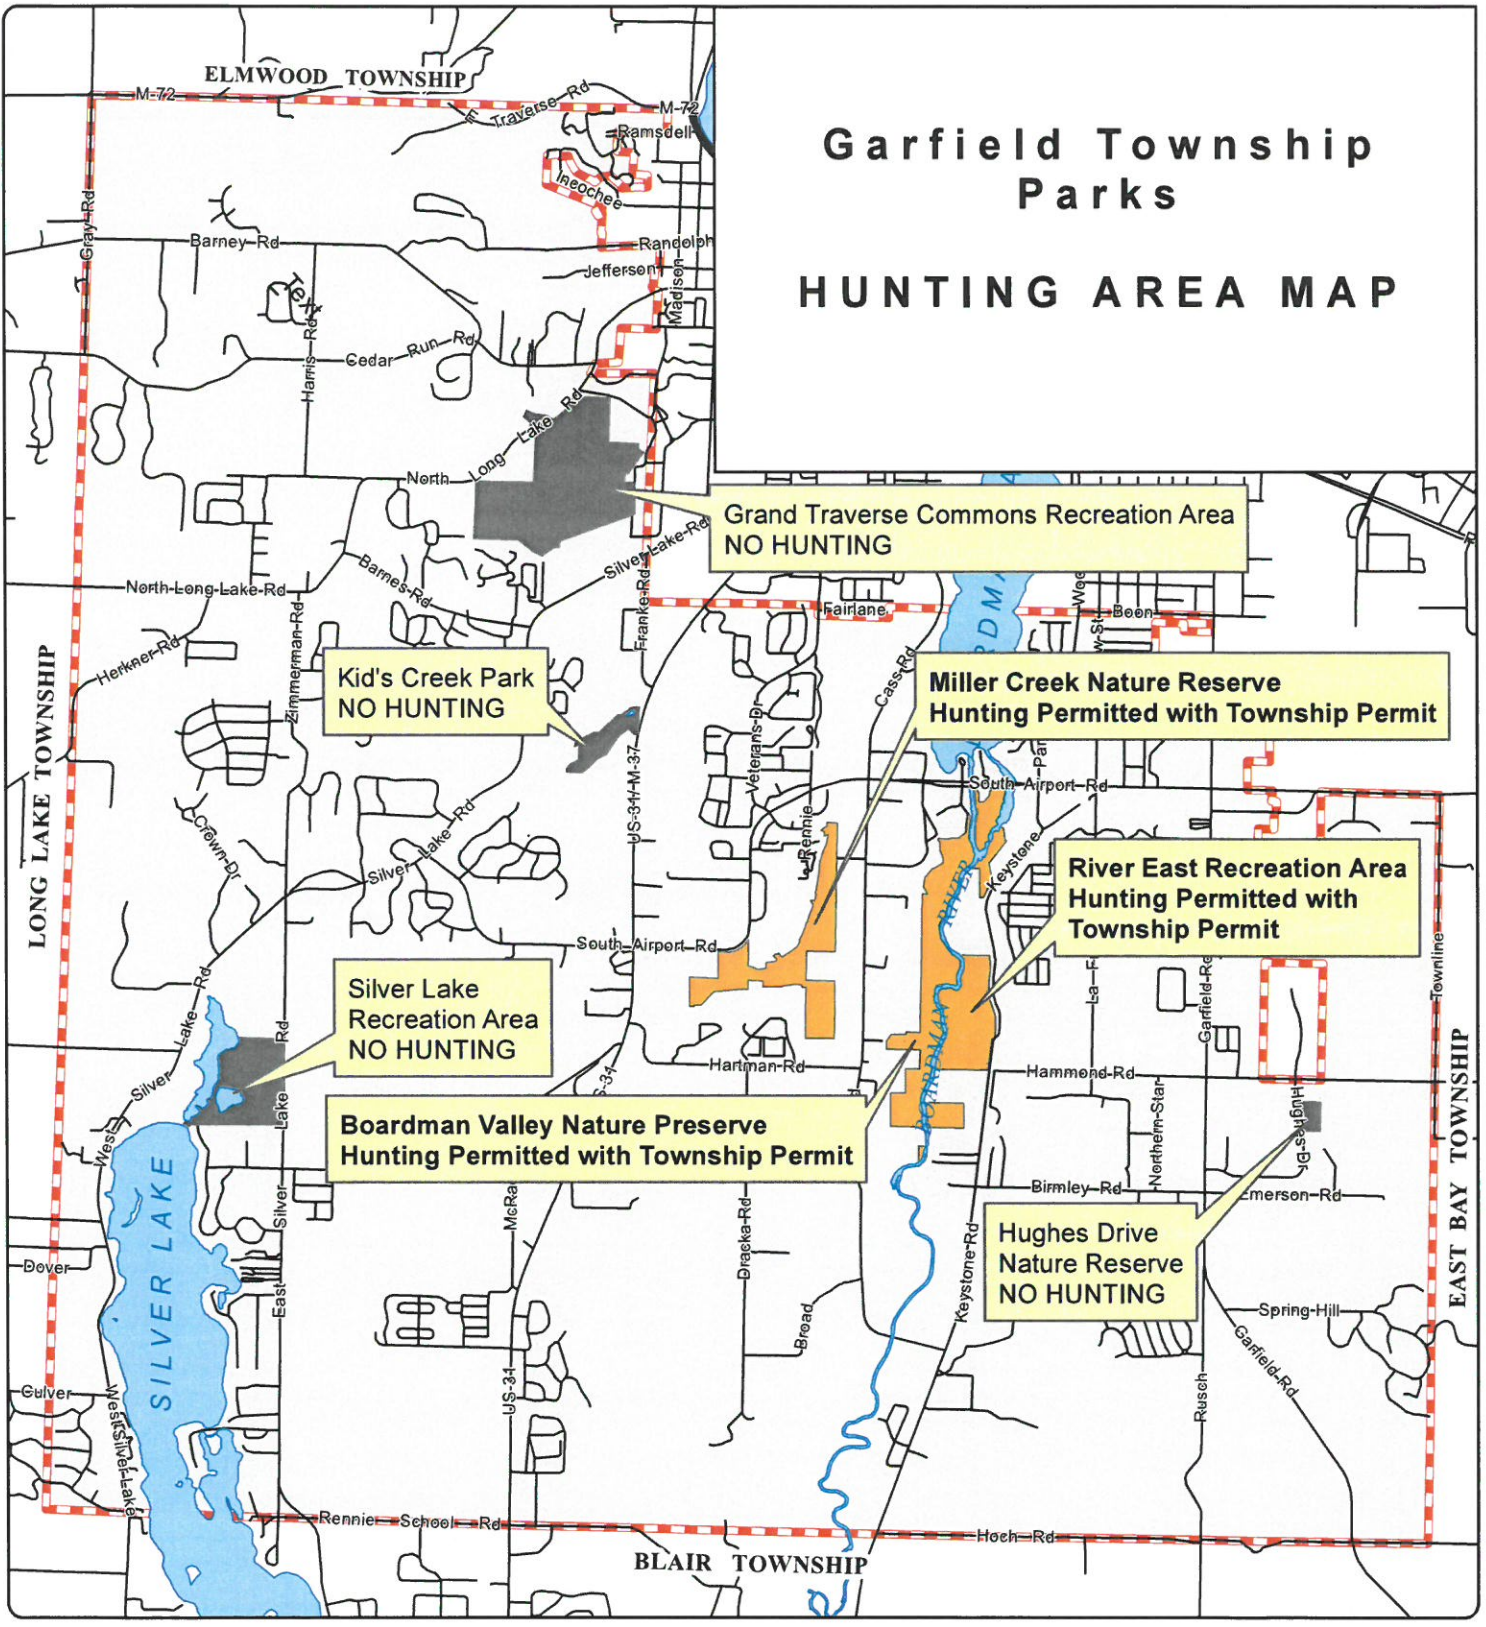 Garfield Township
Parks
HUNTING AREA MAP
ELMWOOD TOWNSHIP
M-72
E Traverse Rd
M-72
Ramsdell
Incochee
Gray Rd
Barney Rd
Randolph
Jefferson
Madison
Harris Rd
Cedar Run Rd
North Long Lake Rd
Grand Traverse Commons Recreation Area
NO HUNTING
Silver Lake Rd
Barnes Rd
North Long Lake Rd
Franke Rd
Fairlane
Boon
Zimmerman Rd
Herkner Rd
LONG LAKE TOWNSHIP
Kid's Creek Park
NO HUNTING
Cass Rd
Miller Creek Nature Reserve
Hunting Permitted with Township Permit
Veterans Dr
US-31/ M-37
South Airport Rd
Rennie
Keystone
Crown Dr
Silver Lake Rd
River East Recreation Area
Hunting Permitted with
Township Permit
RIVER
South Airport Rd
Townline
Garfield Rd
Silver Lake
Recreation Area
NO HUNTING
Silver Lake Rd
BOARDMAN
Hartman Rd
Hammond Rd
EAST BAY TOWNSHIP
Boardman Valley Nature Preserve
Hunting Permitted with Township Permit
Northern Star
Hughes Dr
West
Birmley Rd
Emerson Rd
East Silver Lake Rd
SILVER LAKE
Dracka Rd
Keystone Rd
Hughes Drive
Nature Reserve
NO HUNTING
Dover
Broad
Spring Hill
Garfield Rd
Culver
West Silver Lake
US-31
Rusch
Rennie School Rd
Hoch Rd
BLAIR TOWNSHIP